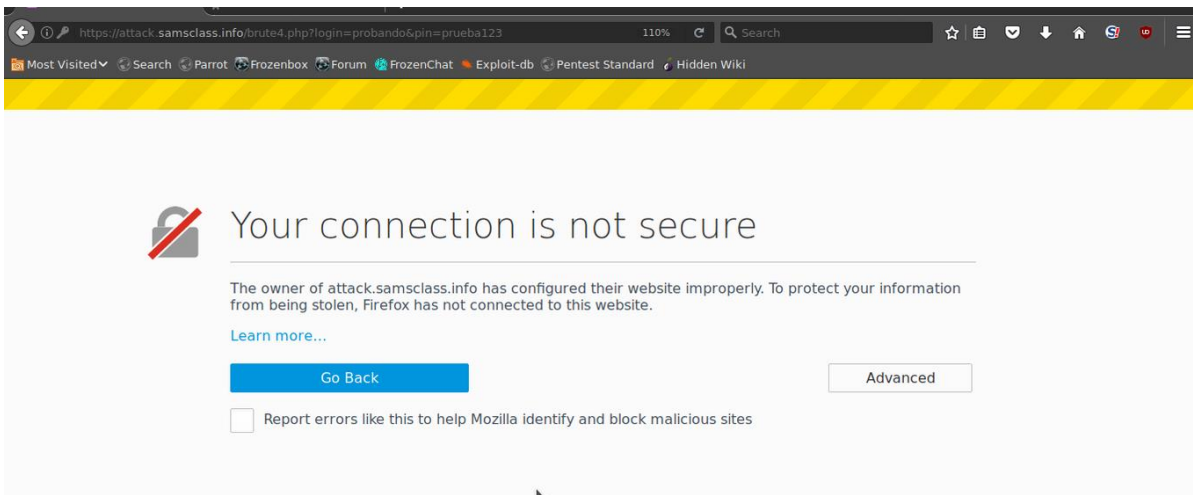 https://attack.samsclass.info/brute4.php?login=probando&pin=prueba123 110% Search
Most Visited Search Parrot Frozenbox Forum FrozenChat Exploit-db Pentest Standard Hidden Wiki
Your connection is not secure
The owner of attack.samsclass.info has configured their website improperly. To protect your information
from being stolen, Firefox has not connected to this website.
Learn more...
Go Back
Advanced
Report errors like this to help Mozilla identify and block malicious sites